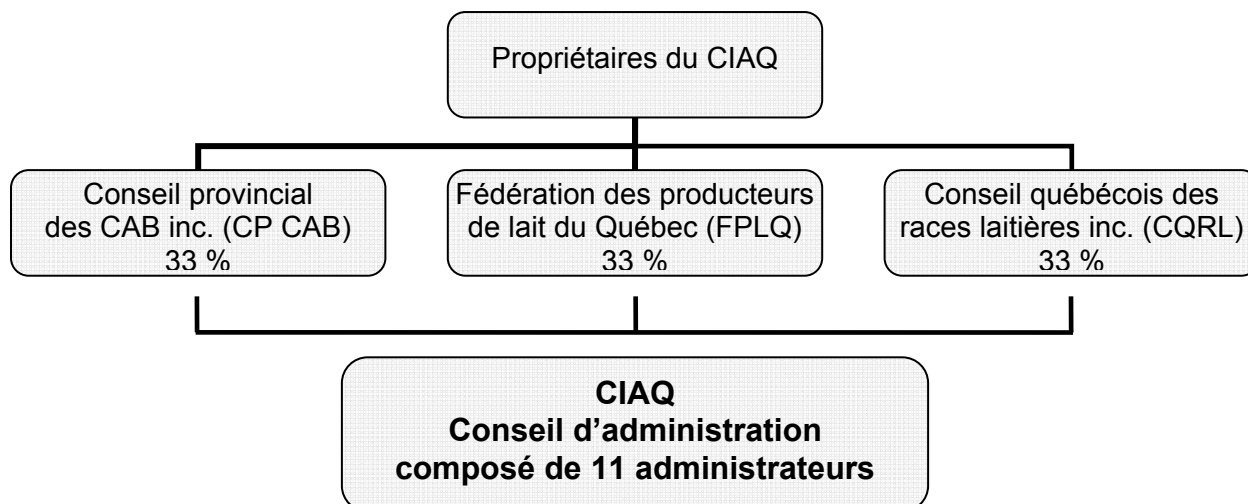 Propriétaires du CIAQ
Conseil provincial
des CAB inc. (CP CAB)
33 %
Fédération des producteurs
de lait du Québec (FPLQ)
33 %
Conseil québécois des
races laitières inc. (CQRL)
33 %
CIAQ
Conseil d’administration
composé de 11 administrateurs